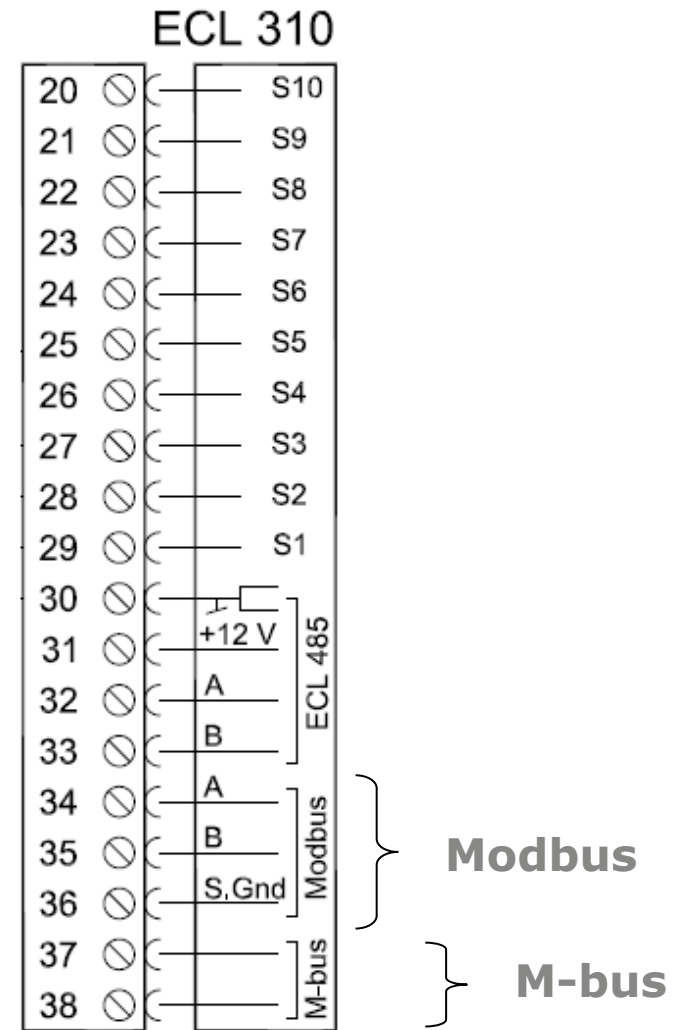 ECL 310
20 S10
21 S9
22 S8
23 S7
24 S6
25 S5
26 S4
27 S3
28 S2
29 S1
30
31 +12 V
32 A
33 B
ECL 485
34 A
35 B
36 S,Gnd
Modbus
Modbus
37
38
M-bus
M-bus